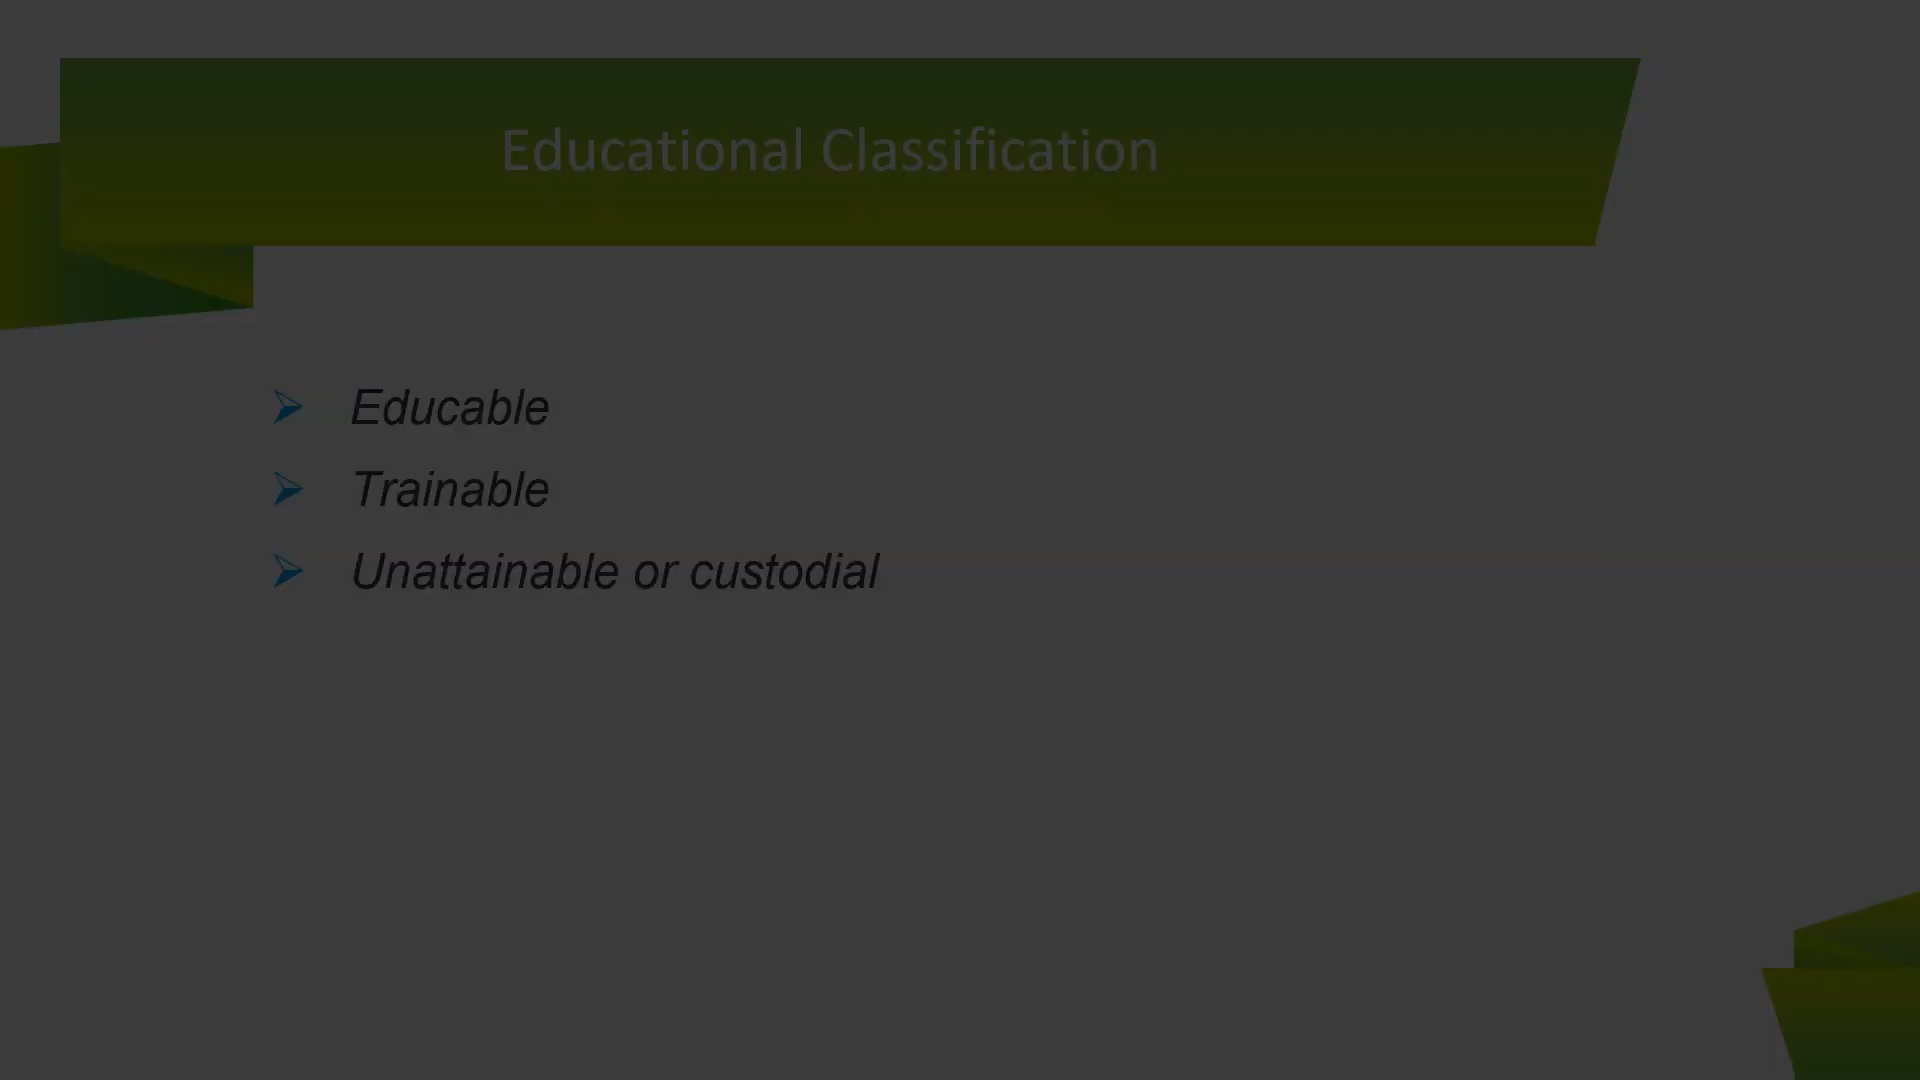 Educational Classification
Educable
Trainable
Unattainable or custodial